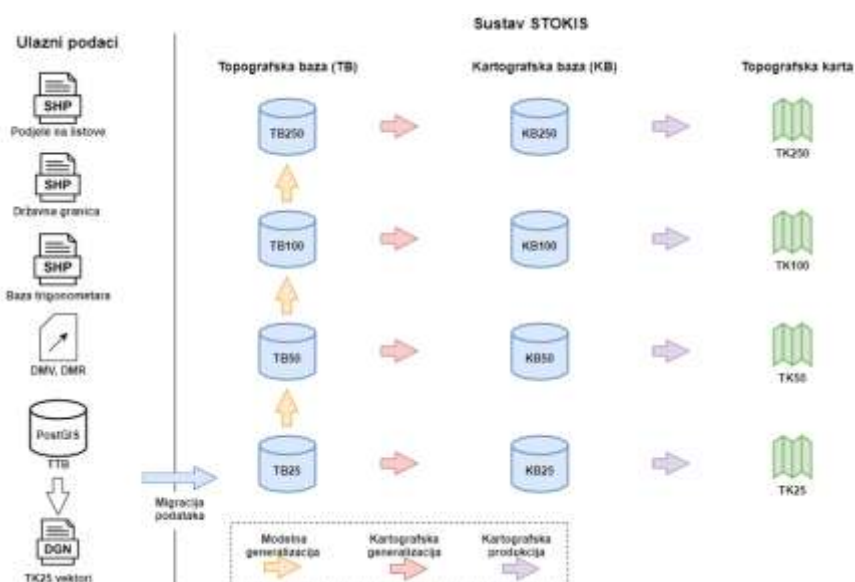 Sustav STOKIS
Ulazni podaci
Topografska baza (TB)
Kartografska baza (KB)
Topografska karta
SHP
Podjele na listove
TB250
KB250
TK250
SHP
Državna granica
TB100
KB100
TK100
SHP
Baza trigonometara
DMV, DMR
TB50
KB50
TK50
PostGIS
TTB
TB25
KB25
TK25
Migracija
podataka
DGN
TK25 vektori
Modelna
generalizacija
Kartografska
generalizacija
Kartografska
produkcija